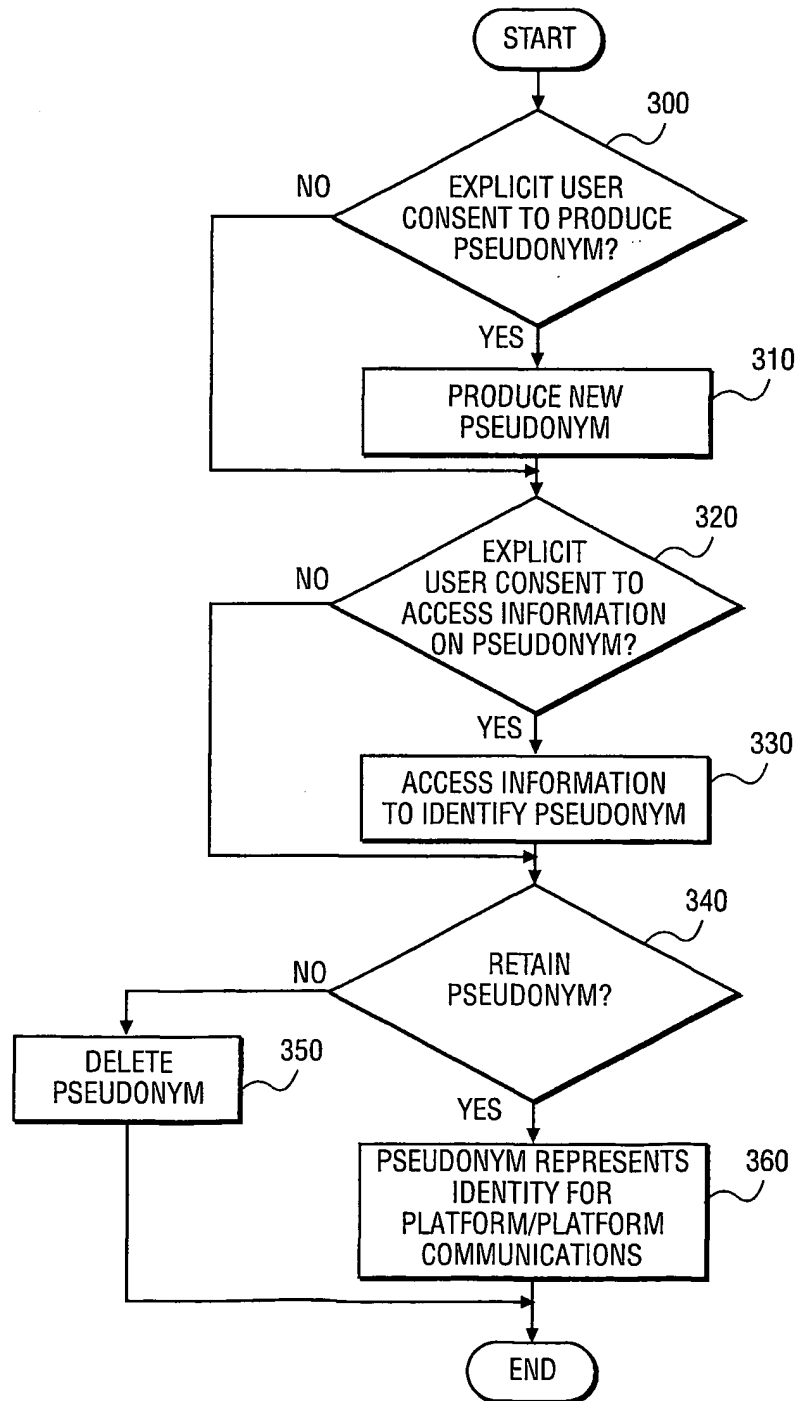 START
300
NO
EXPLICIT USER
CONSENT TO PRODUCE
PSEUDONYM?
YES
310
PRODUCE NEW
PSEUDONYM
320
NO
EXPLICIT
USER CONSENT TO
ACCESS INFORMATION
ON PSEUDONYM?
YES
330
ACCESS INFORMATION
TO IDENTIFY PSEUDONYM
340
NO
RETAIN
PSEUDONYM?
DELETE
PSEUDONYM
350
YES
PSEUDONYM REPRESENTS
IDENTITY FOR
PLATFORM/PLATFORM
COMMUNICATIONS
360
END